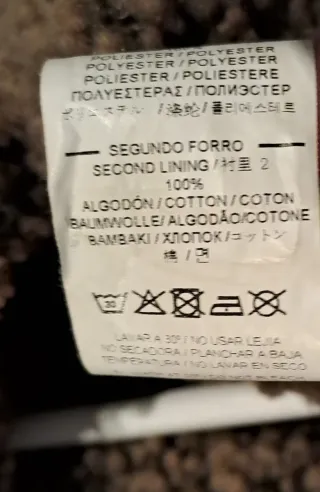 POLIESTER / POLYESTER
POLYESTER / POLYESTER
POLIESTER / POLIESTERE
ΠΟΛΥΕΣΤΕΡΑΣ / ПОЛИЭСТЕР
/ 涤纶 / 폴리에스테르
SEGUNDO FORRO
SECOND LINING / 衬里 2
100%
ALGODÓN / COTTON / COTON
BAUMWOLLE / ALGODÃO / COTONE
BAMBAKI / ХЛОПОК / コットン
棉 / 면
30
LAVAR A 30º / NO USAR LEJIA
NO SECADORA / PLANCHAR A BAJA
TEMPERATURA / NO LAVAR EN SECO